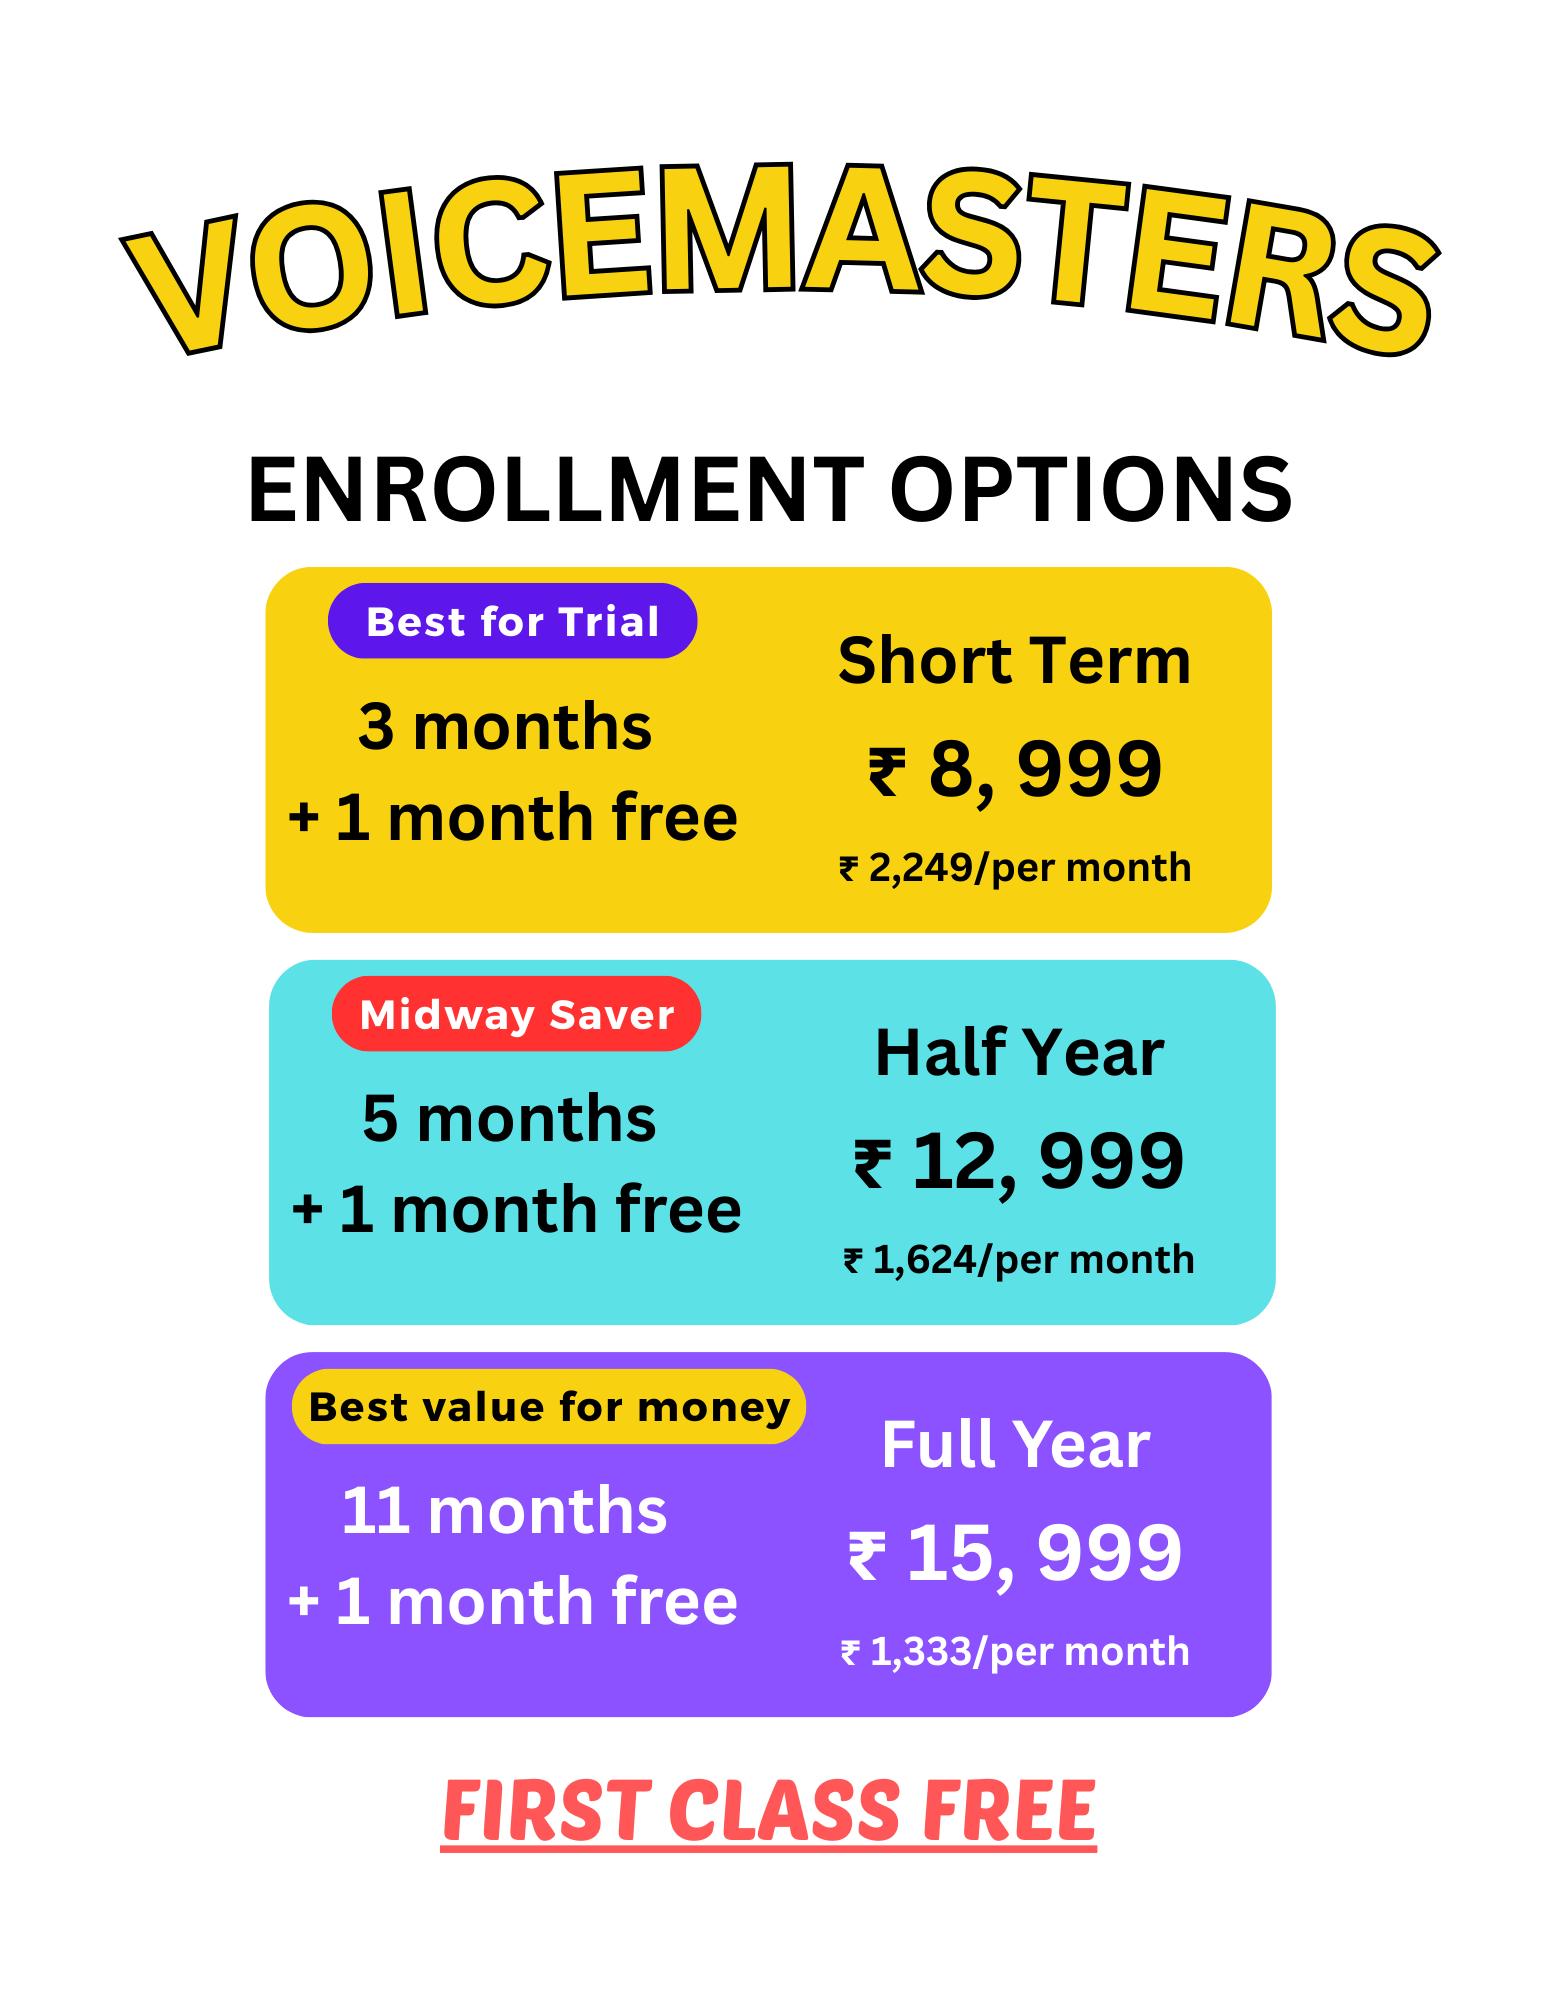 VOICEMASTERS
ENROLLMENT OPTIONS
Best for Trial
3 months
+ 1 month free
Short Term
₹ 8, 999
₹ 2,249/per month
Midway Saver
5 months
+ 1 month free
Half Year
₹ 12, 999
₹ 1,624/per month
Best value for money
11 months
+ 1 month free
Full Year
₹ 15, 999
₹ 1,333/per month
FIRST CLASS FREE